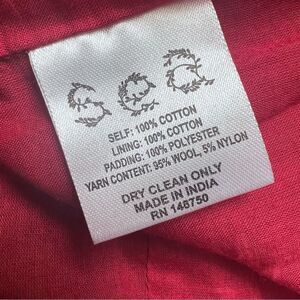 SELF: 100% COTTON
LINING: 100% COTTON
PADDING: 100% POLYESTER
YARN CONTENT: 95% WOOL, 5% NYLON
DRY CLEAN ONLY
MADE IN INDIA
RN 148750